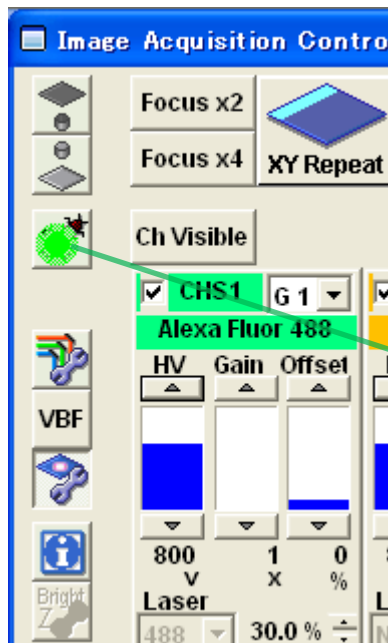 Image Acquisition Contro
Focus x2
Focus x4
XY Repeat
Ch Visible
CHS1
G 1
Alexa Fluor 488
HV Gain Offset
VBF
800 1 0
V X %
Bright
Z
Laser
488 30.0 %